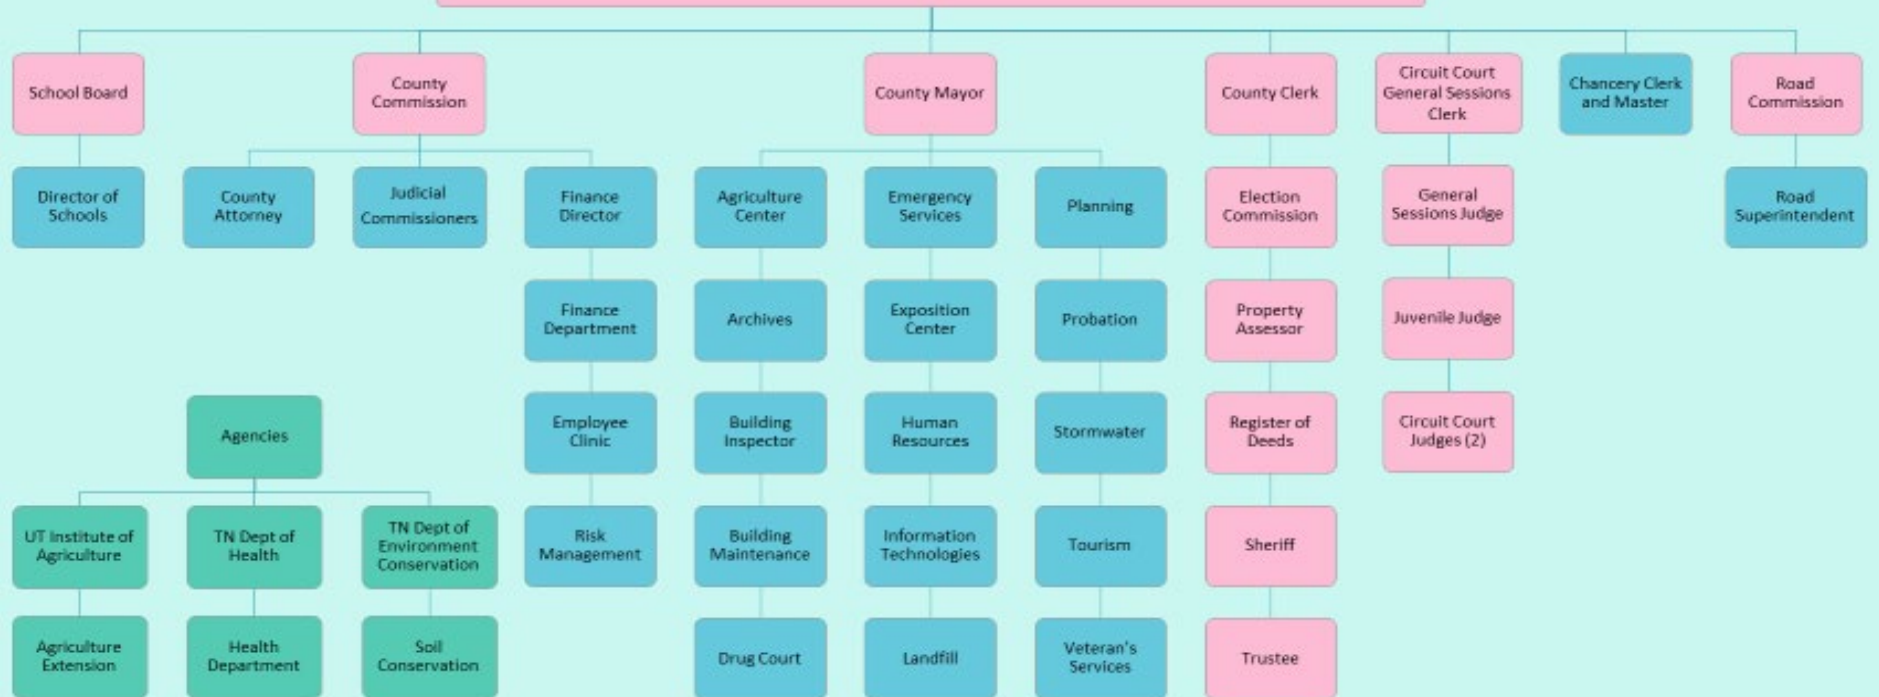 School Board
County
Commission
County Mayor
County Clerk
Circuit Court
General Sessions
Clerk
Chancery Clerk
and Master
Road
Commission
Director of
Schools
County
Attorney
Judicial
Commissioners
Finance
Director
Agriculture
Center
Emergency
Services
Planning
Election
Commission
General
Sessions Judge
Road
Superintendent
Finance
Department
Archives
Exposition
Center
Probation
Property
Assessor
Juvenile Judge
Agencies
Employee
Clinic
Building
Inspector
Human
Resources
Stormwater
Register of
Deeds
Circuit Court
Judges (2)
UT Institute of
Agriculture
TN Dept of
Health
TN Dept of
Environment
Conservation
Risk
Management
Building
Maintenance
Information
Technologies
Tourism
Sheriff
Agriculture
Extension
Health
Department
Soil
Conservation
Drug Court
Landfill
Veteran's
Services
Trustee